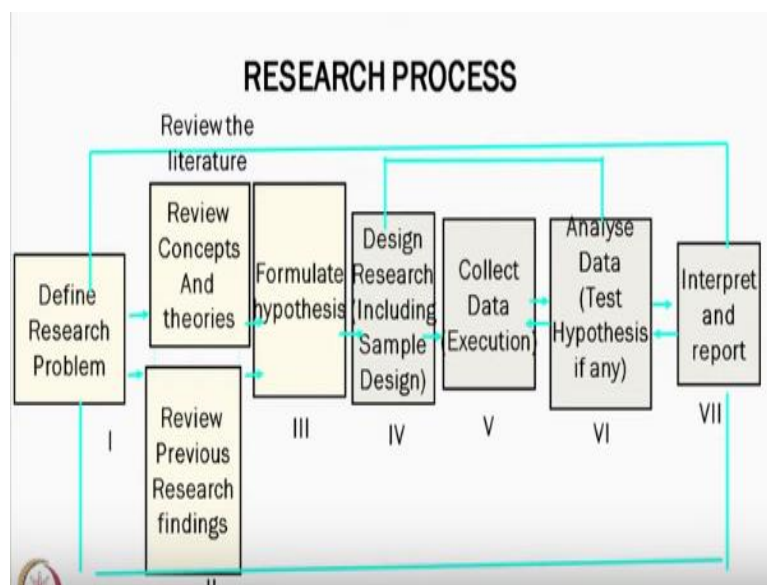 RESEARCH PROCESS
Review the
literature
Define
Research
Problem
I
Review
Concepts
And
theories
Review
Previous
Research
findings
II
Formulate
hypothesis
III
Design
Research
(Including
Sample
Design)
IV
Collect
Data
(Execution)
V
Analyse
Data
(Test
Hypothesis
if any)
VI
Interpret
and
report
VII